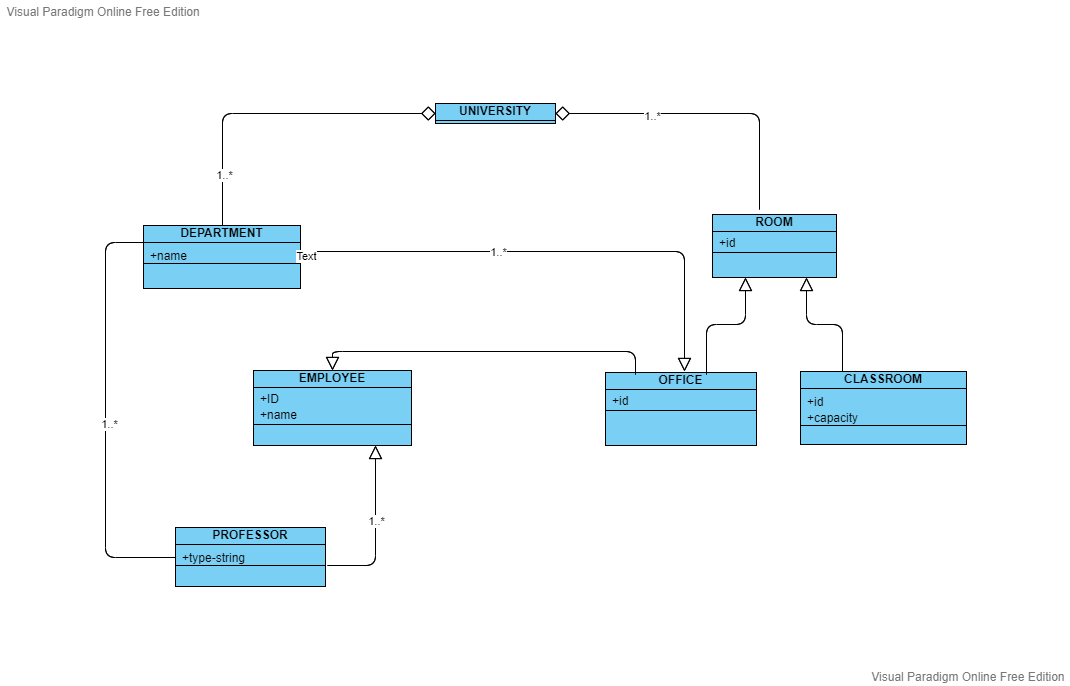 Visual Paradigm Online Free Edition
UNIVERSITY
1..*
1..*
DEPARTMENT
+name
Text
1..*
ROOM
+id
EMPLOYEE
+ID
+name
OFFICE
+id
CLASSROOM
+id
+capacity
1..*
1..*
PROFESSOR
+type-string
Visual Paradigm Online Free Edition